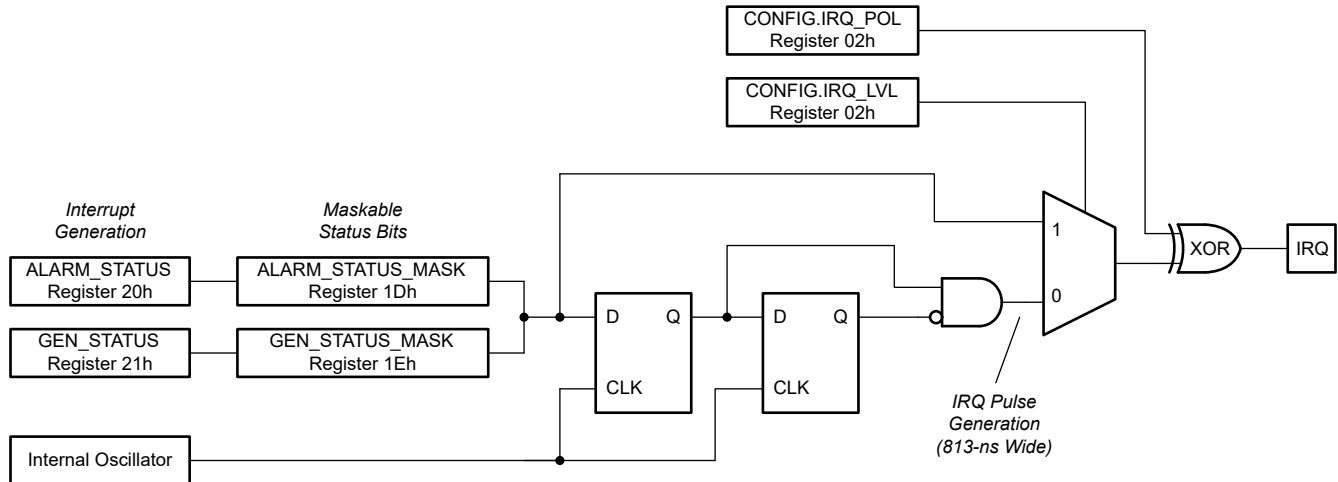 CONFIG.IRQ_POL
Register 02h
CONFIG.IRQ_LVL
Register 02h
Interrupt
Generation
Maskable
Status Bits
ALARM_STATUS
Register 20h
ALARM_STATUS_MASK
Register 1Dh
GEN_STATUS
Register 21h
GEN_STATUS_MASK
Register 1Eh
Internal Oscillator
D Q
CLK
D Q
CLK
IRQ Pulse
Generation
(813-ns Wide)
1
0
XOR
IRQ